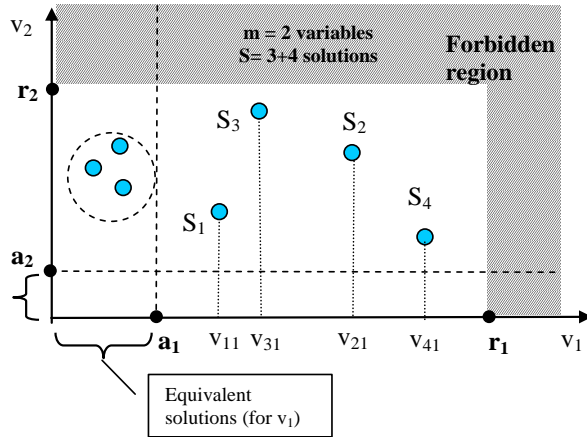 v2
m = 2 variables
S= 3+4 solutions
Forbidden
region
r2
S3
S2
S1
S4
a2
a1
v11
v31
v21
v41
r1
v1
Equivalent
solutions (for v1)